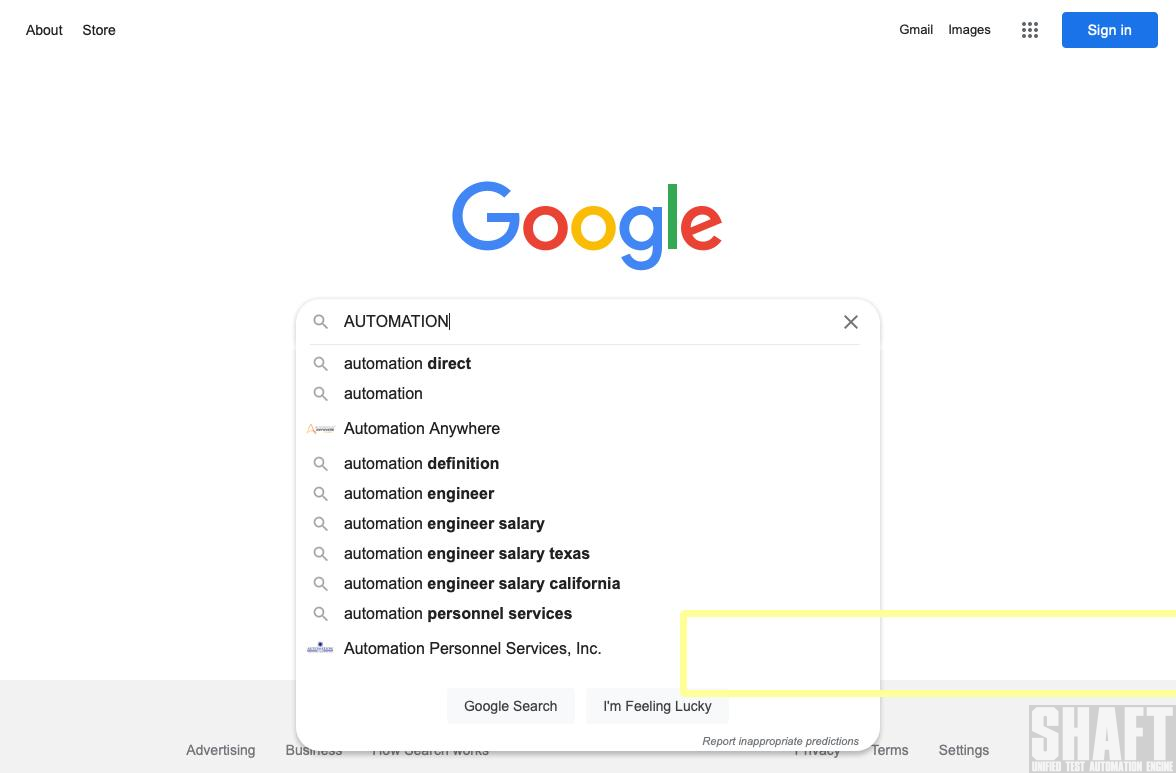 About Store Gmail Images Sign in
Google
AUTOMATION
automation direct
automation
Automation Anywhere
automation definition
automation engineer
automation engineer salary
automation engineer salary texas
automation engineer salary california
automation personnel services
Automation Personnel Services, Inc.
Google Search I'm Feeling Lucky
Report inappropriate predictions
Advertising Business How Search works Privacy Terms Settings
SHAFT
UNIFIED TEST AUTOMATION ENGINE